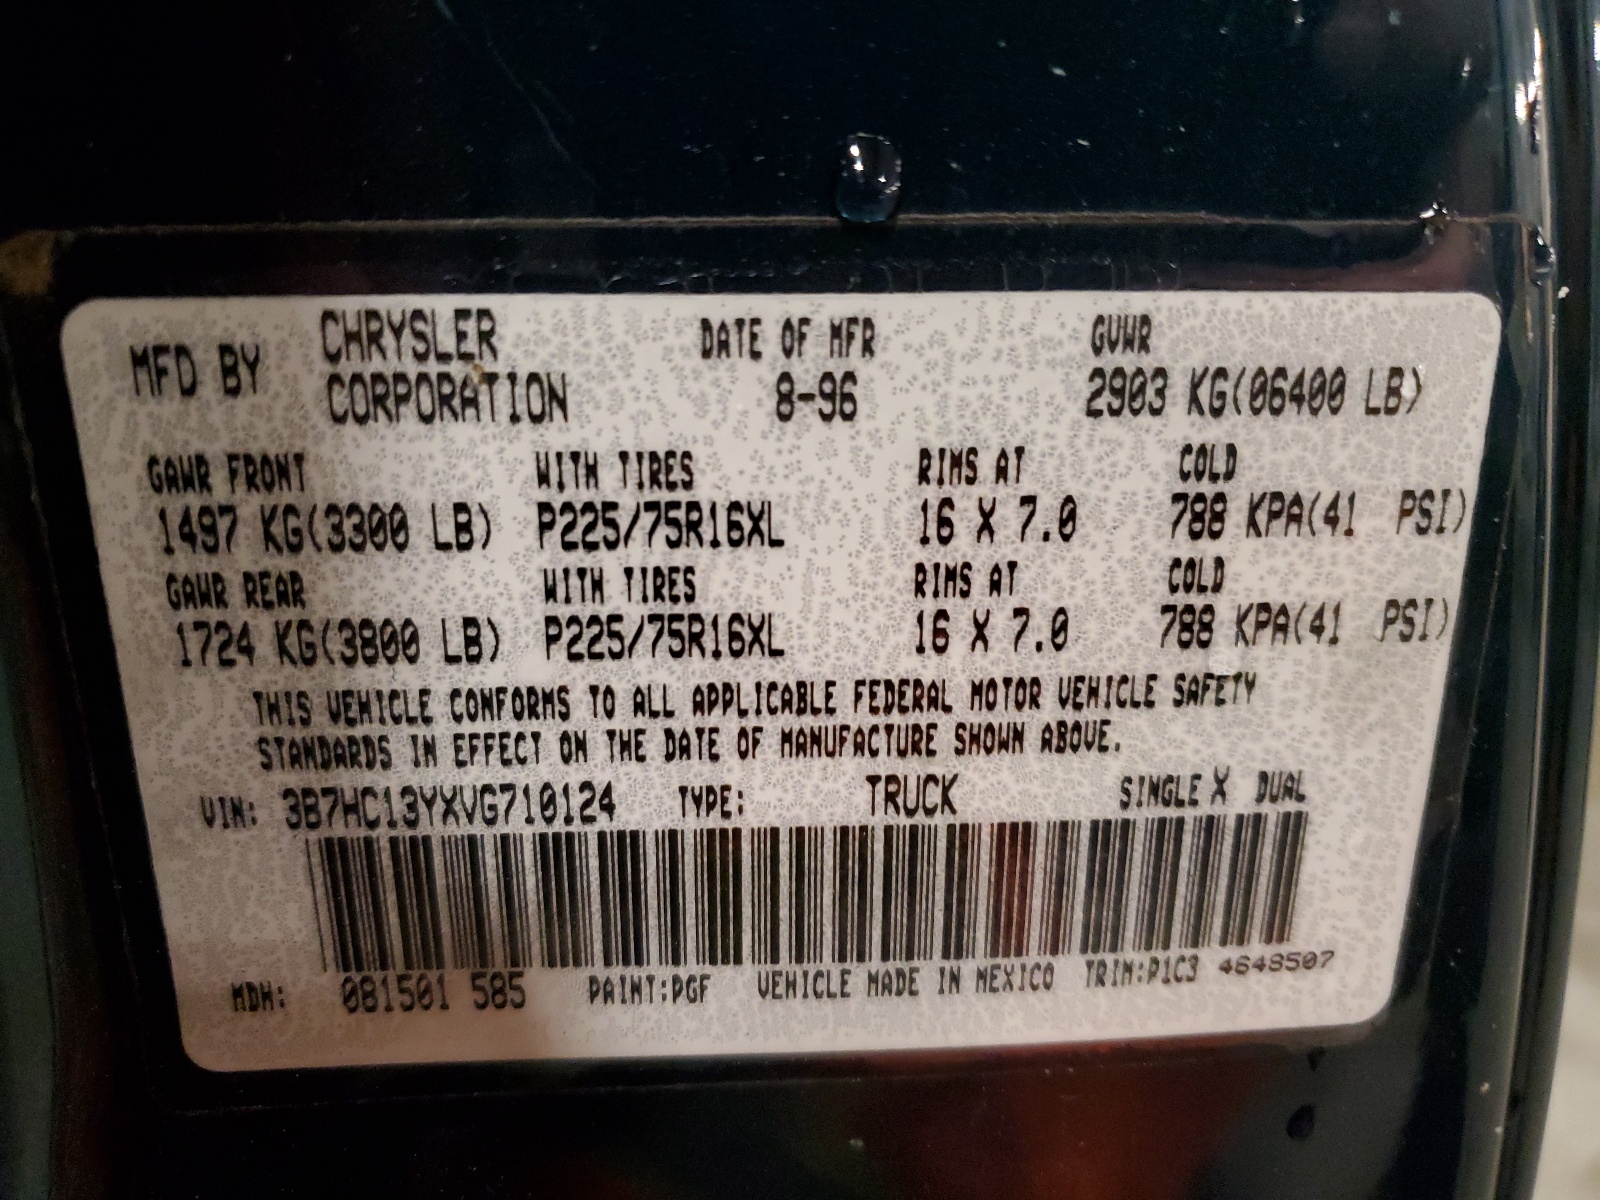 MFD BY CHRYSLER CORPORATION DATE OF MFR 8-96 GVWR 2903 KG(06400 LB)
GAWR FRONT WITH TIRES RIMS AT COLD
1497 KG(3300 LB) P225/75R16XL 16 X 7.0 788 KPA(41 PSI)
GAWR REAR WITH TIRES RIMS AT COLD
1724 KG(3800 LB) P225/75R16XL 16 X 7.0 788 KPA(41 PSI)
THIS VEHICLE CONFORMS TO ALL APPLICABLE FEDERAL MOTOR VEHICLE SAFETY
STANDARDS IN EFFECT ON THE DATE OF MANUFACTURE SHOWN ABOVE.
VIN: 3B7HC13YXVG710124 TYPE: TRUCK SINGLE X DUAL
MDH: 081501 585 PAINT:PGF VEHICLE MADE IN MEXICO TRIM:P1C3 4648507